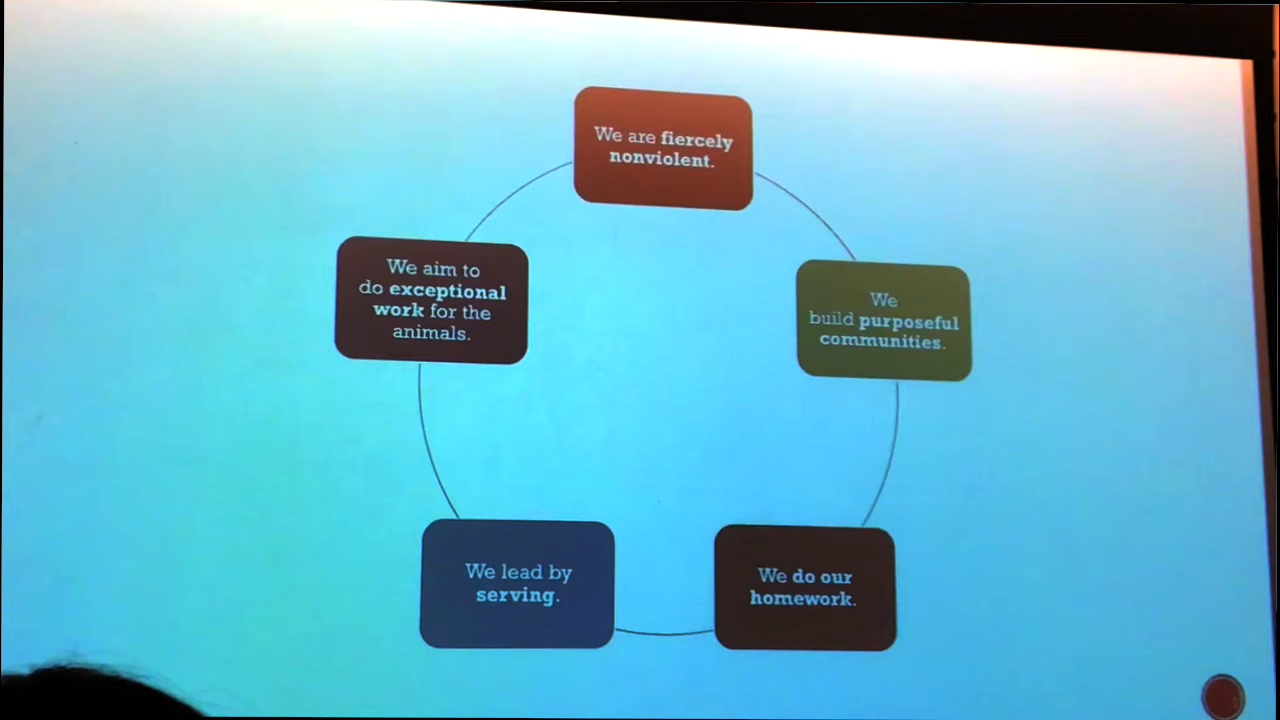 We are fiercely
nonviolent.
We
build purposeful
communities.
We do our
homework.
We lead by
serving.
We aim to
do exceptional
work for the
animals.